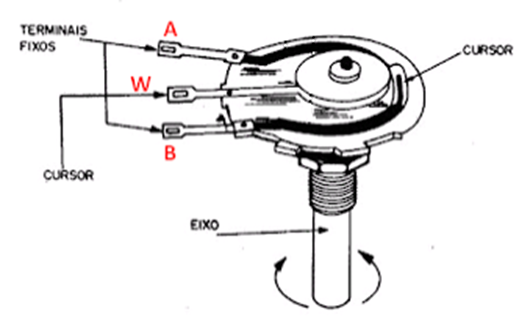 TERMINAIS
FIXOS
A
CURSOR
W
B
CURSOR
EIXO